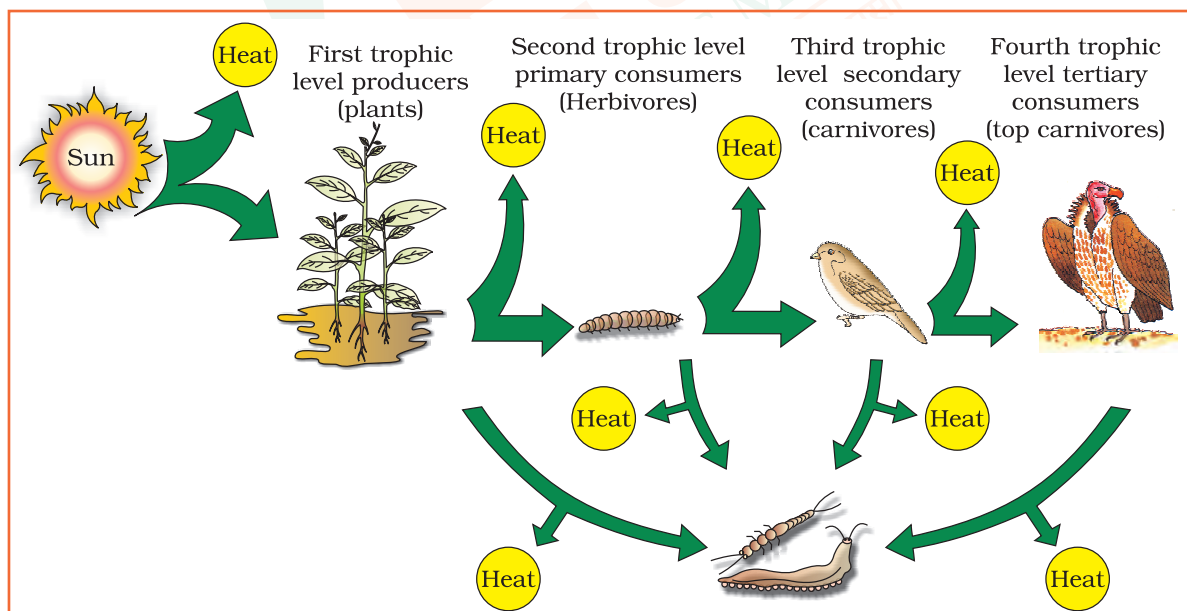 Heat
First trophic
level producers
(plants)
Second trophic level
primary consumers
(Herbivores)
Third trophic
level secondary
consumers
(carnivores)
Fourth trophic
level tertiary
consumers
(top carnivores)
Sun
Heat
Heat
Heat
Heat
Heat
Heat
Heat